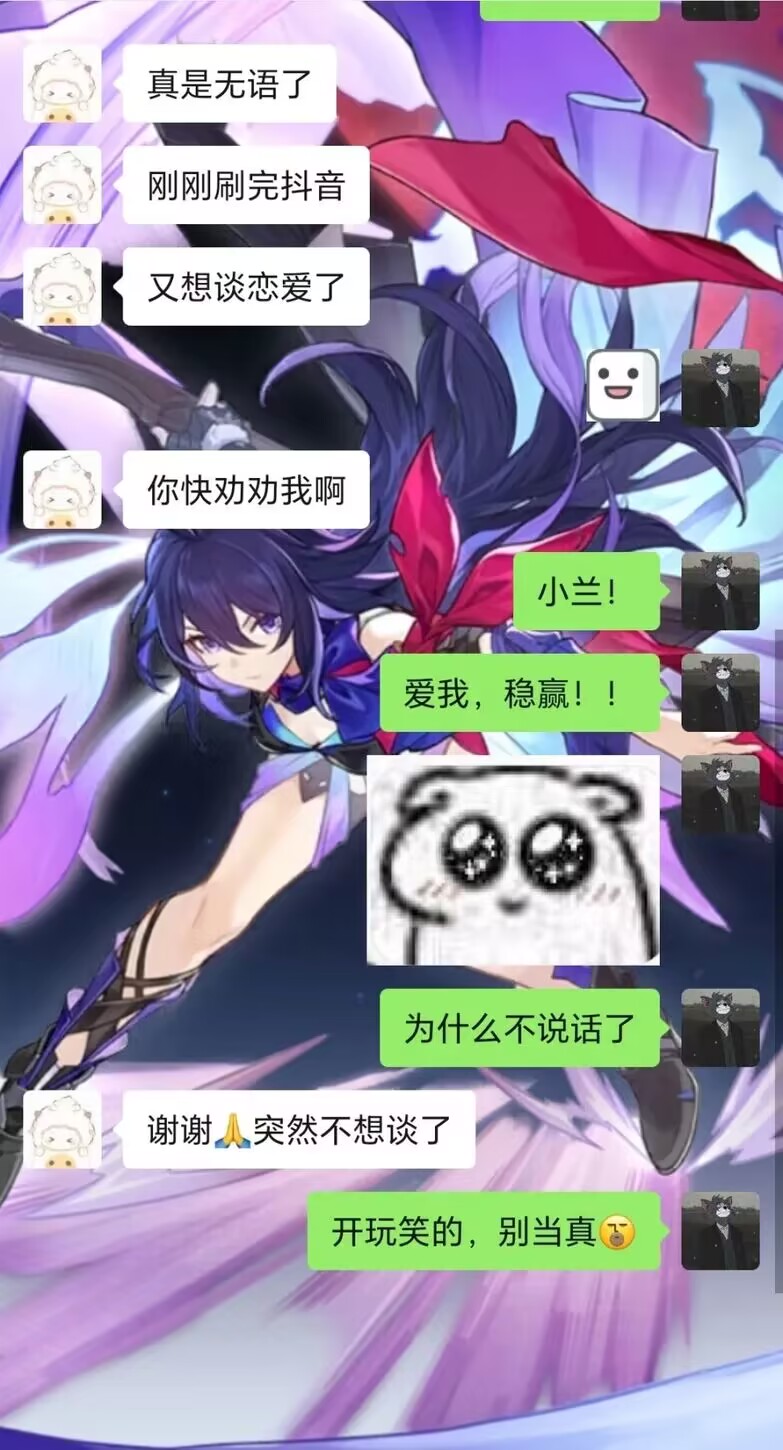 真是无语了
刚刚刷完抖音
又想谈恋爱了
你快劝劝我啊
小兰！
爱我，稳赢！！
为什么不说话了
谢谢🙏突然不想谈了
开玩笑的，别当真😤